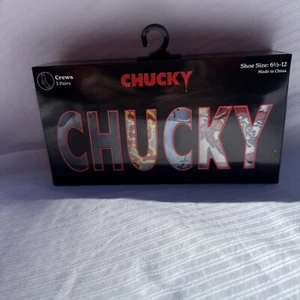 Crews
3 Pairs
CHUCKY
Shoe Size: 6½-12
Made in China
CHUCKY